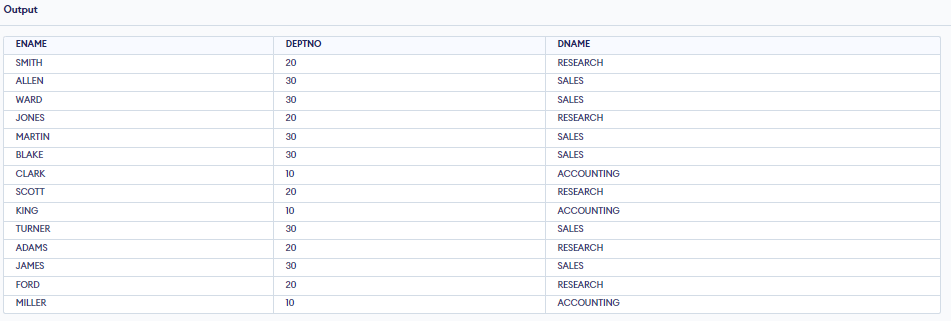 Output
ENAME DEPTNO DNAME
SMITH 20 RESEARCH
ALLEN 30 SALES
WARD 30 SALES
JONES 20 RESEARCH
MARTIN 30 SALES
BLAKE 30 SALES
CLARK 10 ACCOUNTING
SCOTT 20 RESEARCH
KING 10 ACCOUNTING
TURNER 30 SALES
ADAMS 20 RESEARCH
JAMES 30 SALES
FORD 20 RESEARCH
MILLER 10 ACCOUNTING